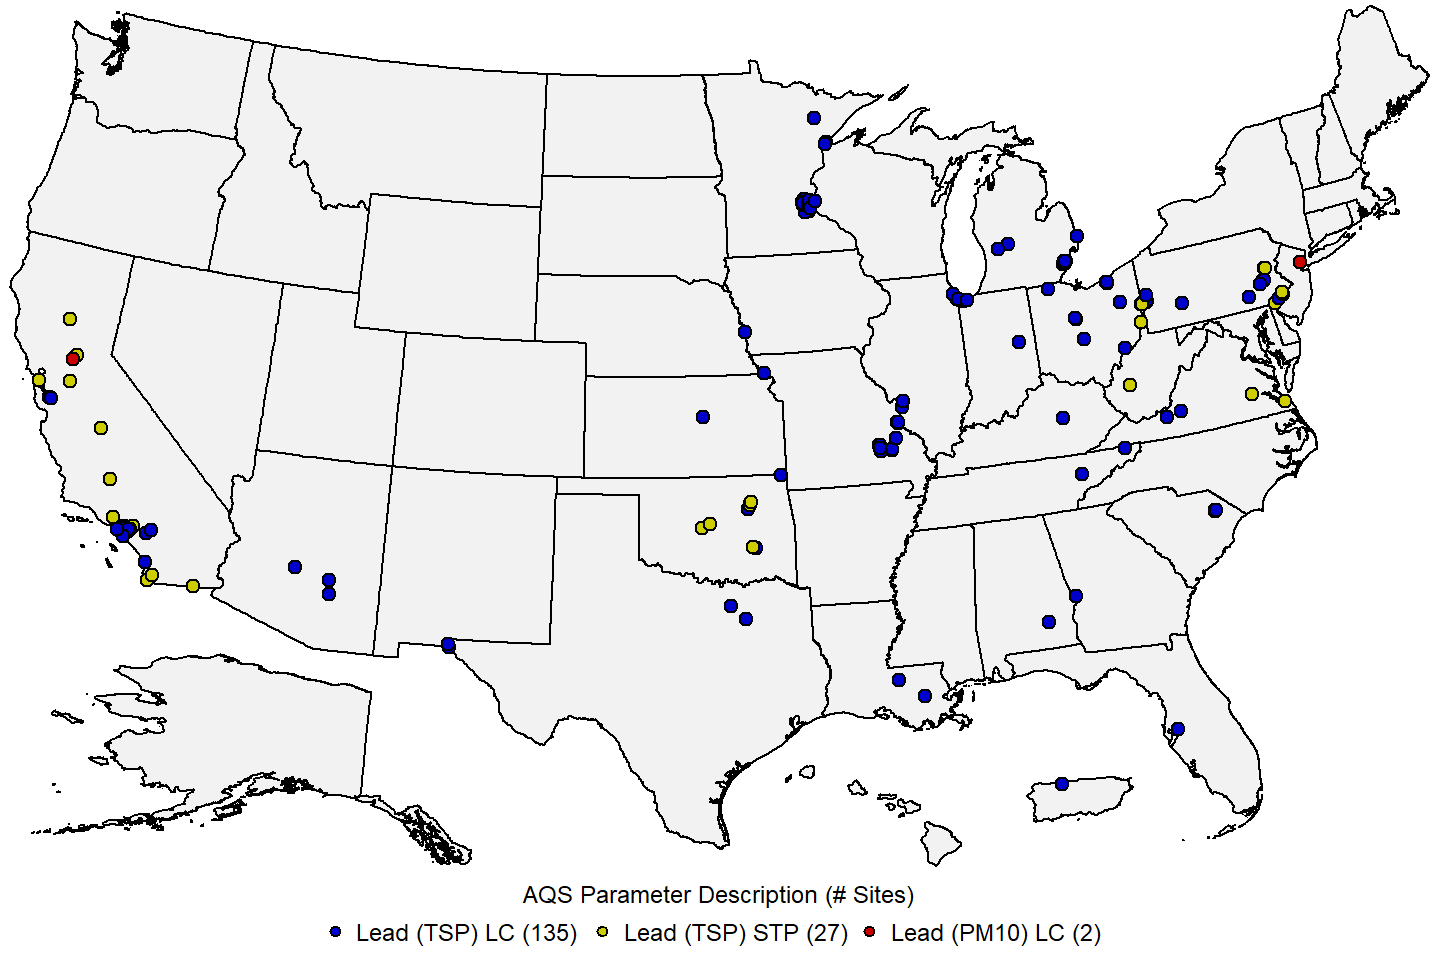 AQS Parameter Description (# Sites)
Lead (TSP) LC (135) Lead (TSP) STP (27) Lead (PM10) LC (2)